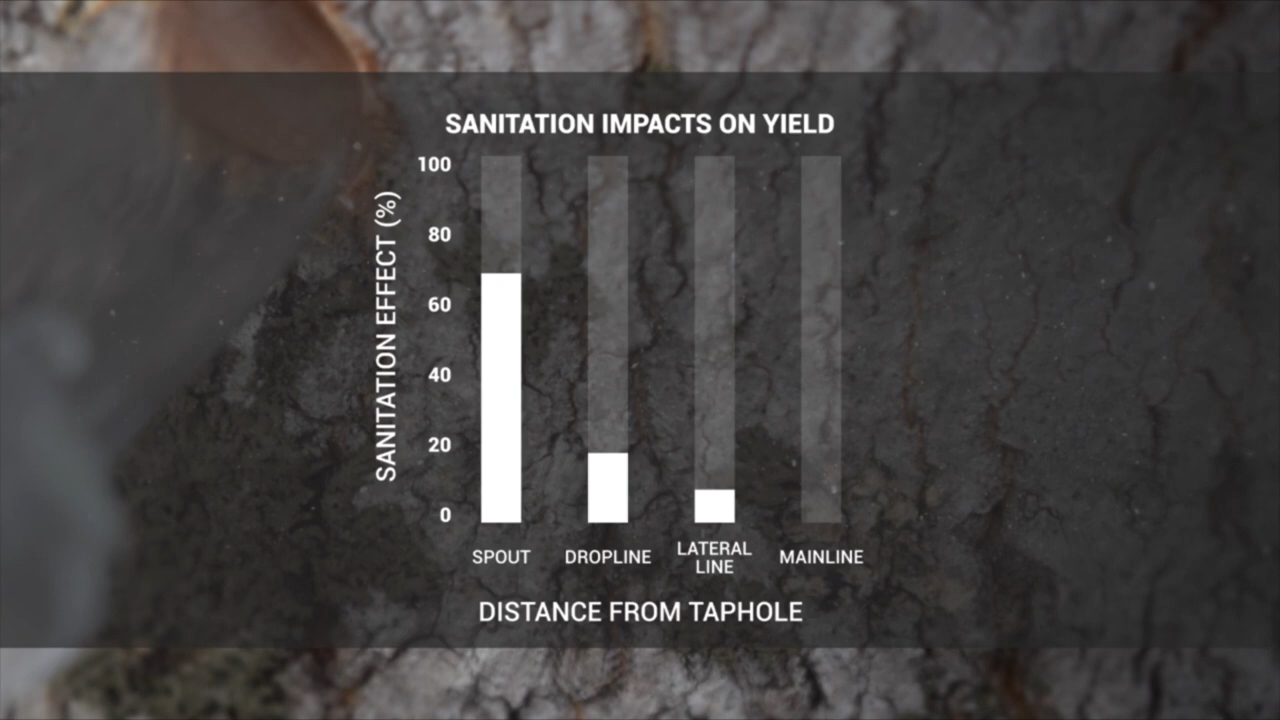 SANITATION IMPACTS ON YIELD
SANITATION EFFECT (%)
100
80
60
40
20
0
SPOUT
DROPLINE
LATERAL
LINE
MAINLINE
DISTANCE FROM TAPHOLE